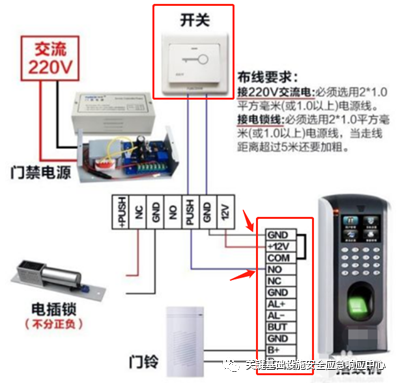 开关
交流
220V
布线要求:
接220V交流电:必须选用2*1.0
平方毫米(或1.0以上)电源线。
接电锁线:必须选用2*1.0平方毫
米(或1.0以上)电源线，当走线
距离超过5米还要加粗。
门禁电源
+PUSH
NC
GND
NO
PUSH
GND
12V
GND
+12V
COM
NO
NC
GND
AL+
AL-
BUT
GND
B+
电插锁
(不分正负)
门铃
关键基础设施安全应急响应中心